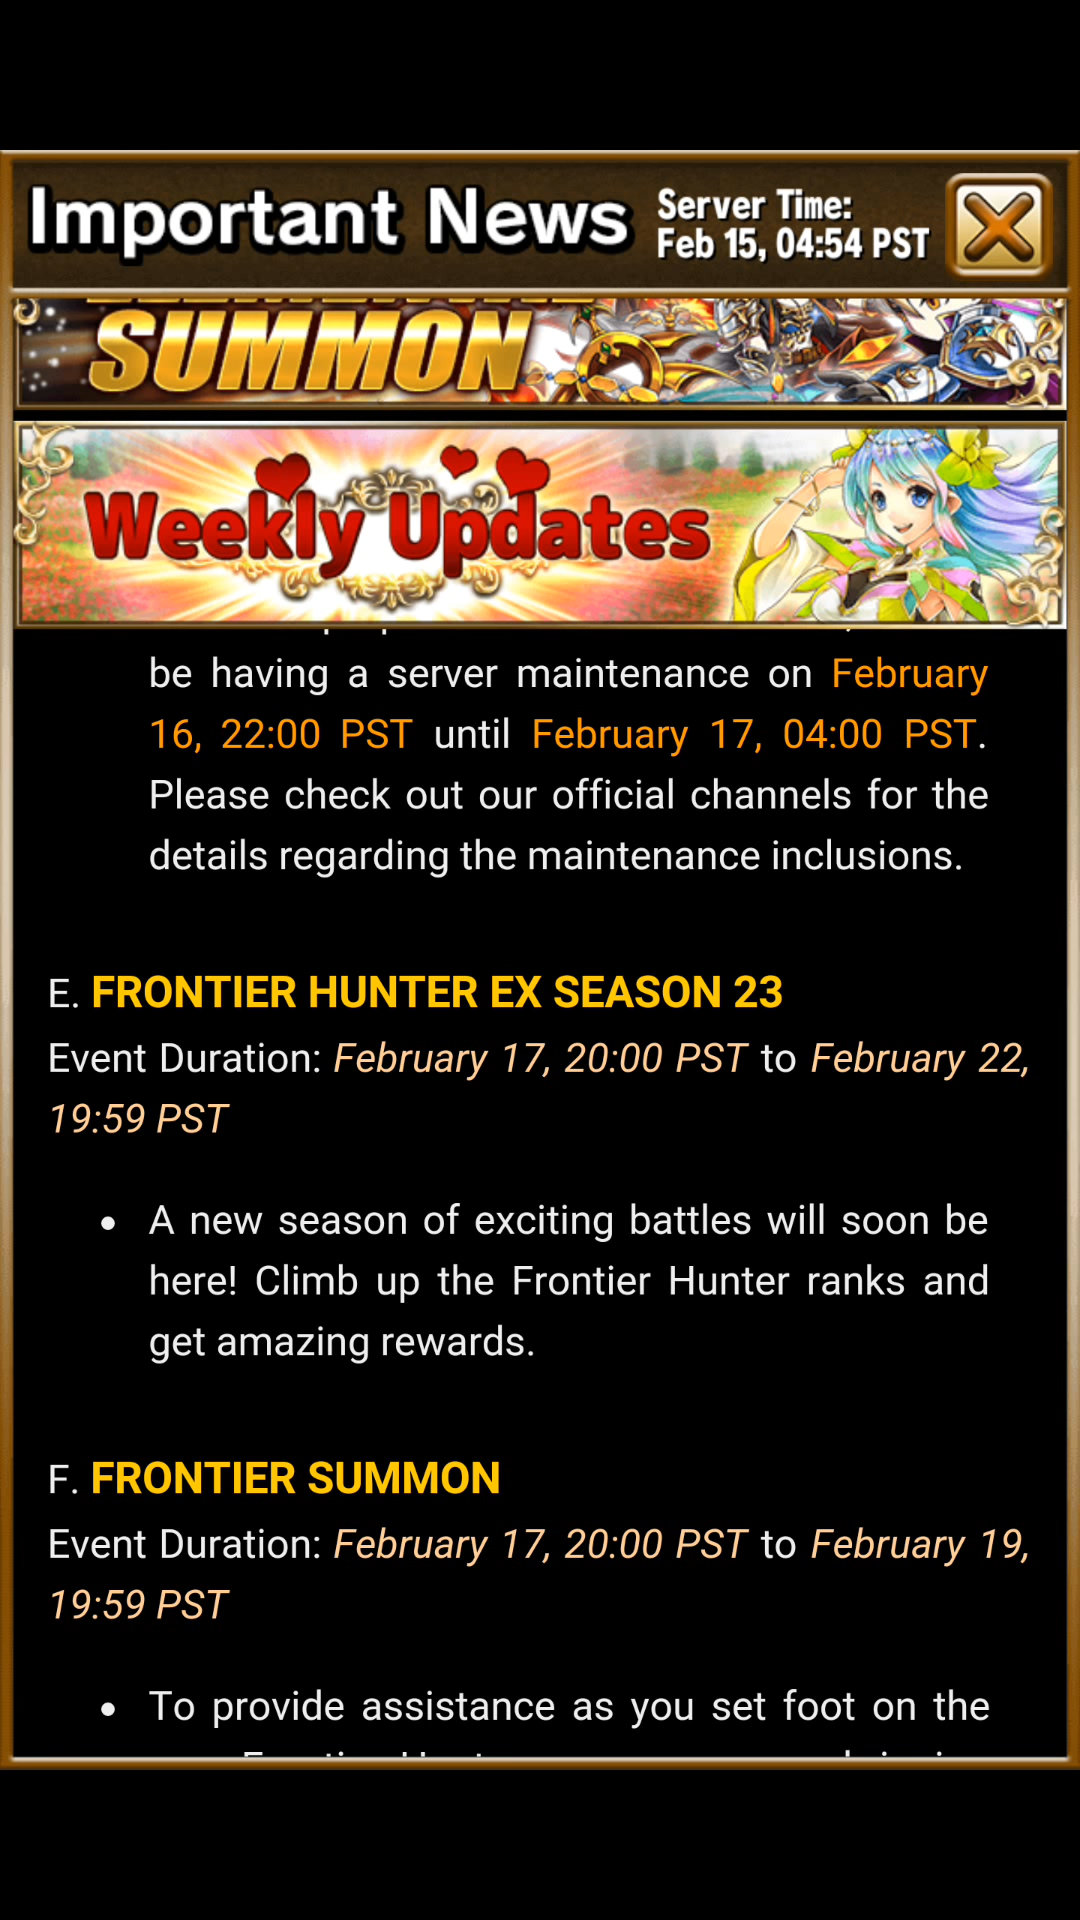 Important News
Server Time:
Feb 15, 04:54 PST
SUMMON
Weekly Updates
be having a server maintenance on February
16, 22:00 PST until February 17, 04:00 PST.
Please check out our official channels for the
details regarding the maintenance inclusions.
E. FRONTIER HUNTER EX SEASON 23
Event Duration: February 17, 20:00 PST to February 22,
19:59 PST
• A new season of exciting battles will soon be
here! Climb up the Frontier Hunter ranks and
get amazing rewards.
F. FRONTIER SUMMON
Event Duration: February 17, 20:00 PST to February 19,
19:59 PST
• To provide assistance as you set foot on the